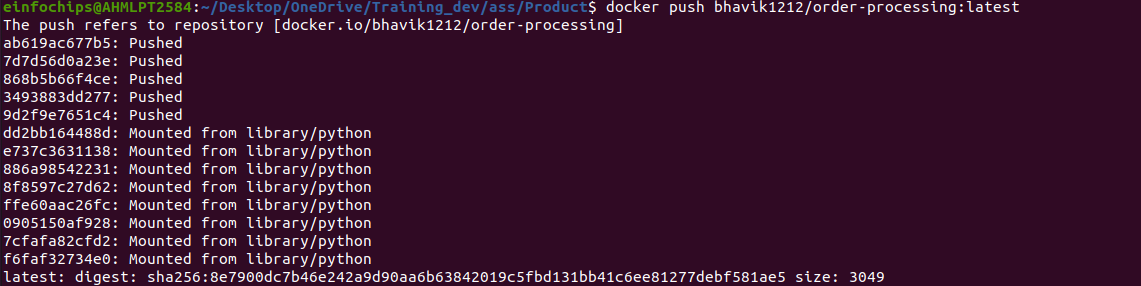 einfochips@AHMLPT2584:~/Desktop/OneDrive/Training_dev/ass/Product$ docker push bhavik1212/order-processing:latest
The push refers to repository [docker.io/bhavik1212/order-processing]
ab619ac677b5: Pushed
7d7d56d0a23e: Pushed
868b5b66f4ce: Pushed
3493883dd277: Pushed
9d2f9e7651c4: Pushed
dd2bb164488d: Mounted from library/python
e737c3631138: Mounted from library/python
886a98542231: Mounted from library/python
8f8597c27d62: Mounted from library/python
ffe60aac26fc: Mounted from library/python
0905150af928: Mounted from library/python
7cfafa82cfd2: Mounted from library/python
f6faf32734e0: Mounted from library/python
latest: digest: sha256:8e7900dc7b46e242a9d90aa6b63842019c5fbd131bb41c6ee81277debf581ae5 size: 3049